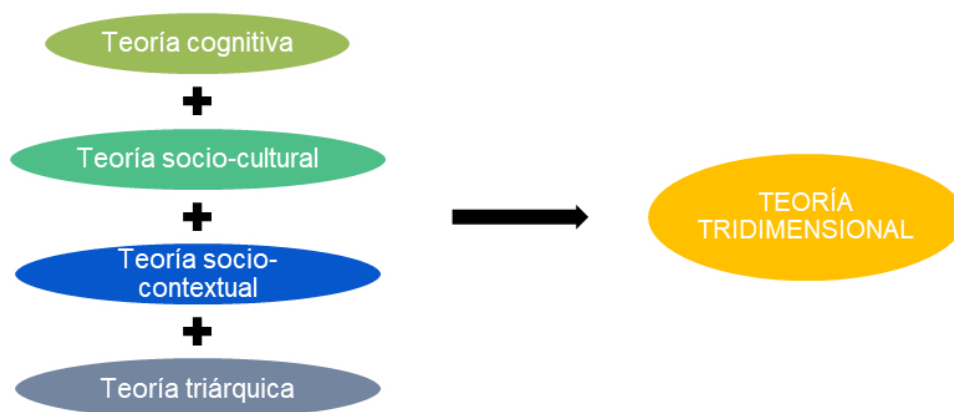 Teoría cognitiva
+
Teoría socio-cultural
+
Teoría socio-
contextual
+
Teoría triárquica
TEORÍA
TRIDIMENSIONAL